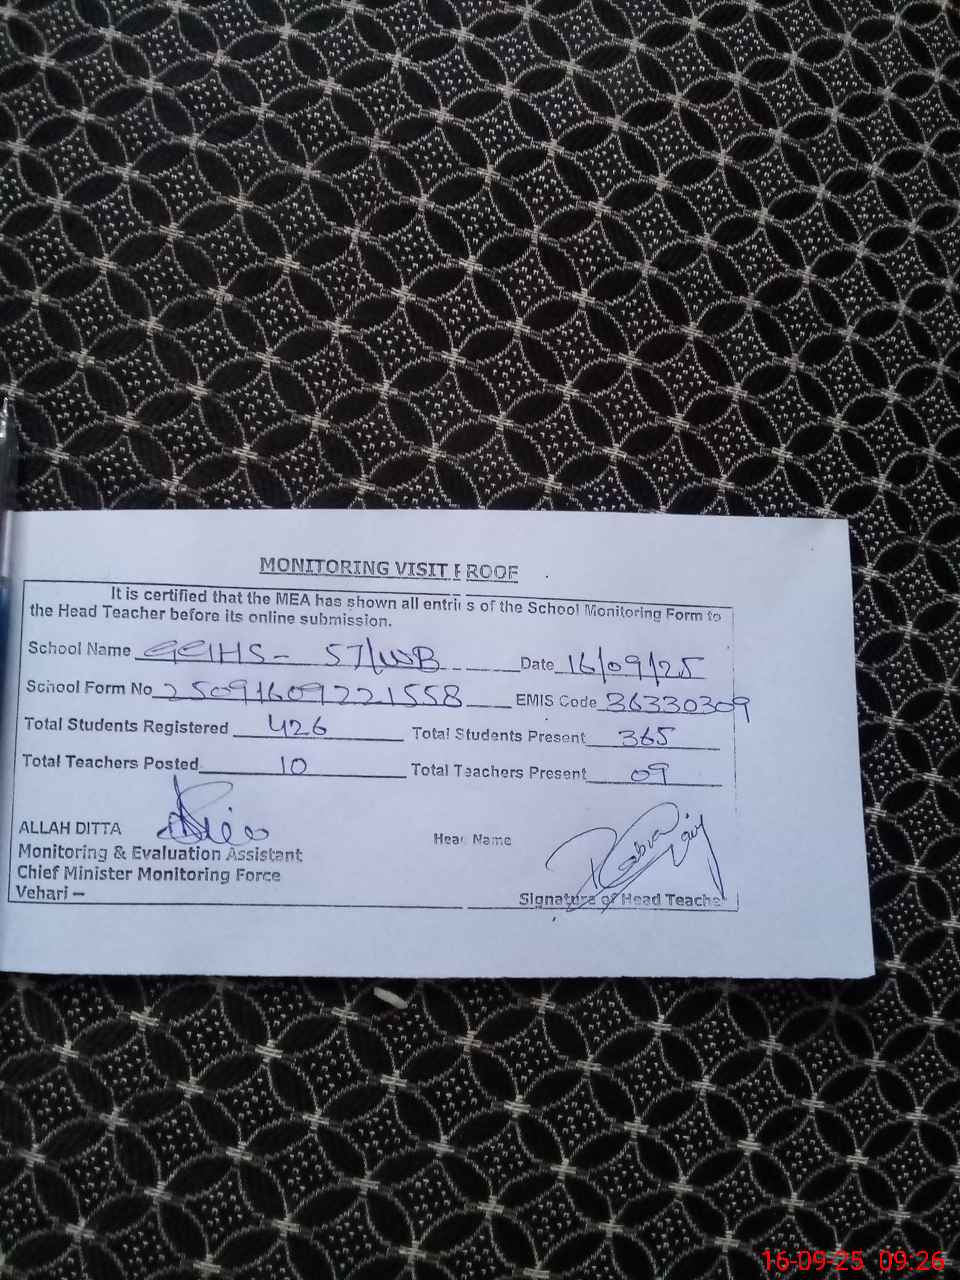 MONITORING VISIT PROOF
It is certified that the MEA has shown all entries of the School Monitoring Form to
the Head Teacher before its online submission.
School Name 57/WB Date 16/09/25
School Form No 25091609221558 EMIS Code 36330309
Total Students Registered 426 Total Students Present 365
Total Teachers Posted 10 Total Teachers Present 09
ALLAH DITTA
Head Name
Monitoring & Evaluation Assistant
Chief Minister Monitoring Force
Vehari –
Signature of Head Teacher
16-09-25 09:26